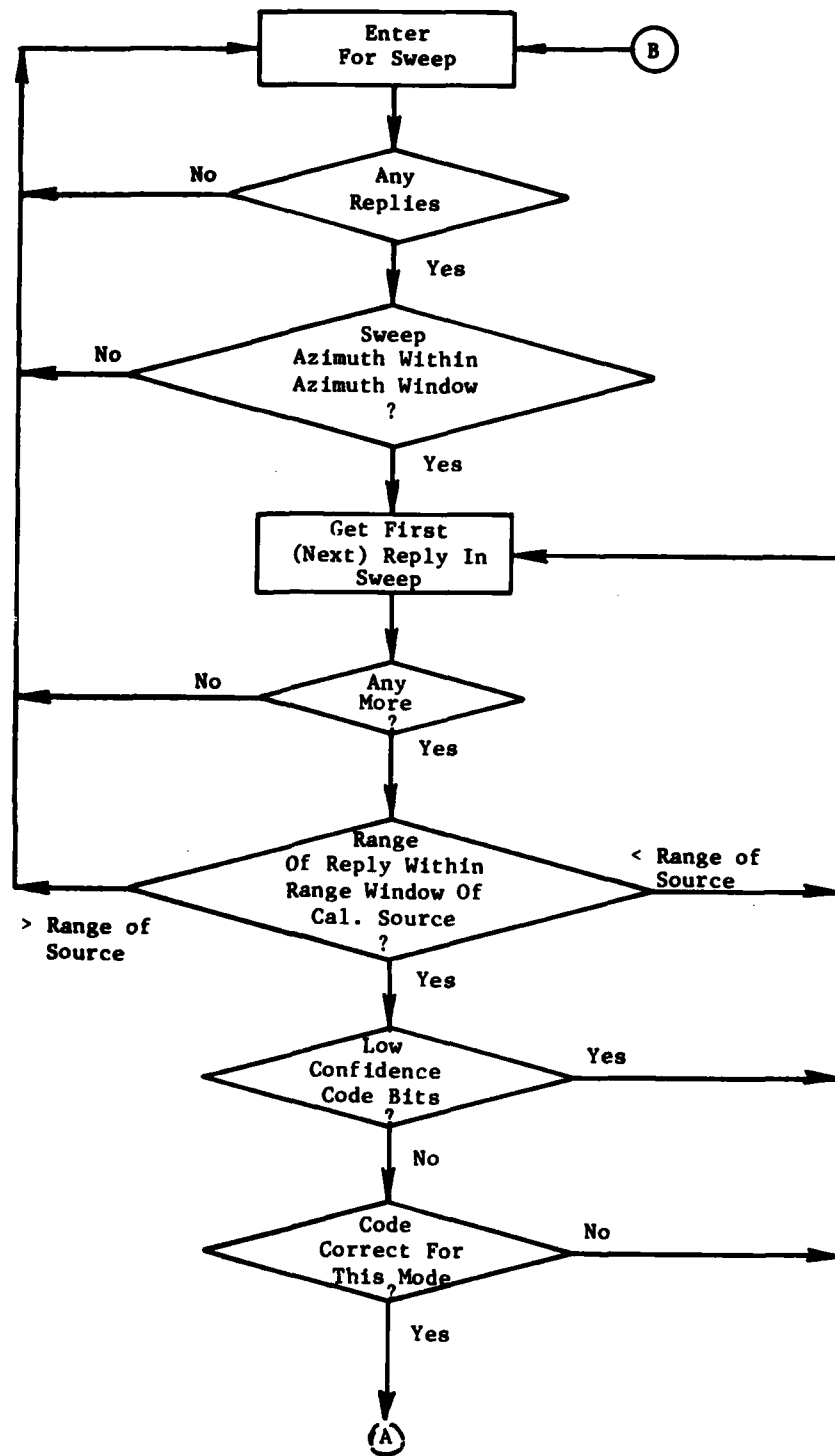 Enter
For Sweep
B
No
Any
Replies
Yes
No
Sweep
Azimuth Within
Azimuth Window
?
Yes
Get First
(Next) Reply In
Sweep
No
Any
More
?
Yes
Range
Of Reply Within
Range Window Of
Cal. Source
?
< Range of
Source
> Range of
Source
Yes
Low
Confidence
Code Bits
?
Yes
No
Code
Correct For
This Mode
?
No
Yes
A